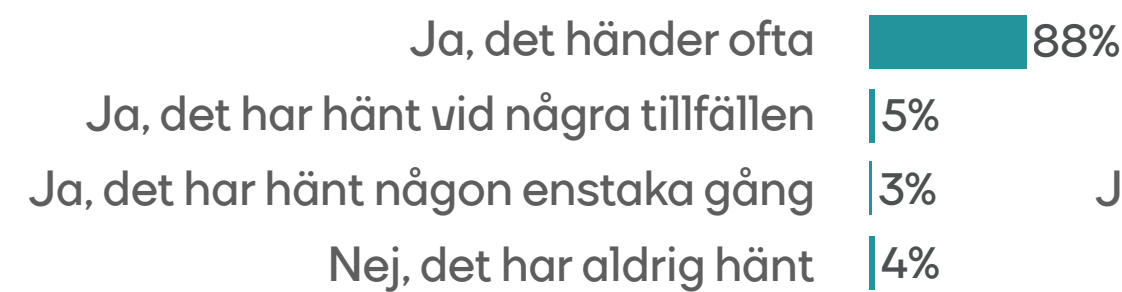 Ja, det händer ofta 88%
Ja, det har hänt vid några tillfällen 5%
Ja, det har hänt någon enstaka gång 3% J
Nej, det har aldrig hänt 4%